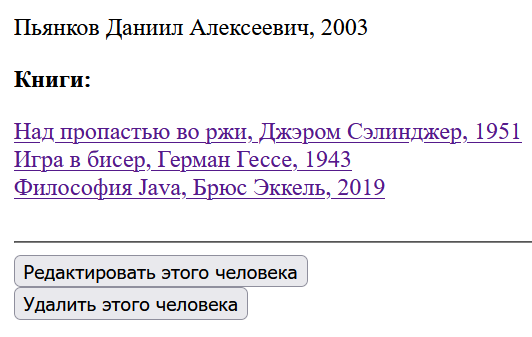 Пьянков Даниил Алексеевич, 2003
Книги:
Над пропастью во ржи, Джэром Сэлинджер, 1951
Игра в бисер, Герман Гессе, 1943
Философия Java, Брюс Эккель, 2019
Редактировать этого человека
Удалить этого человека